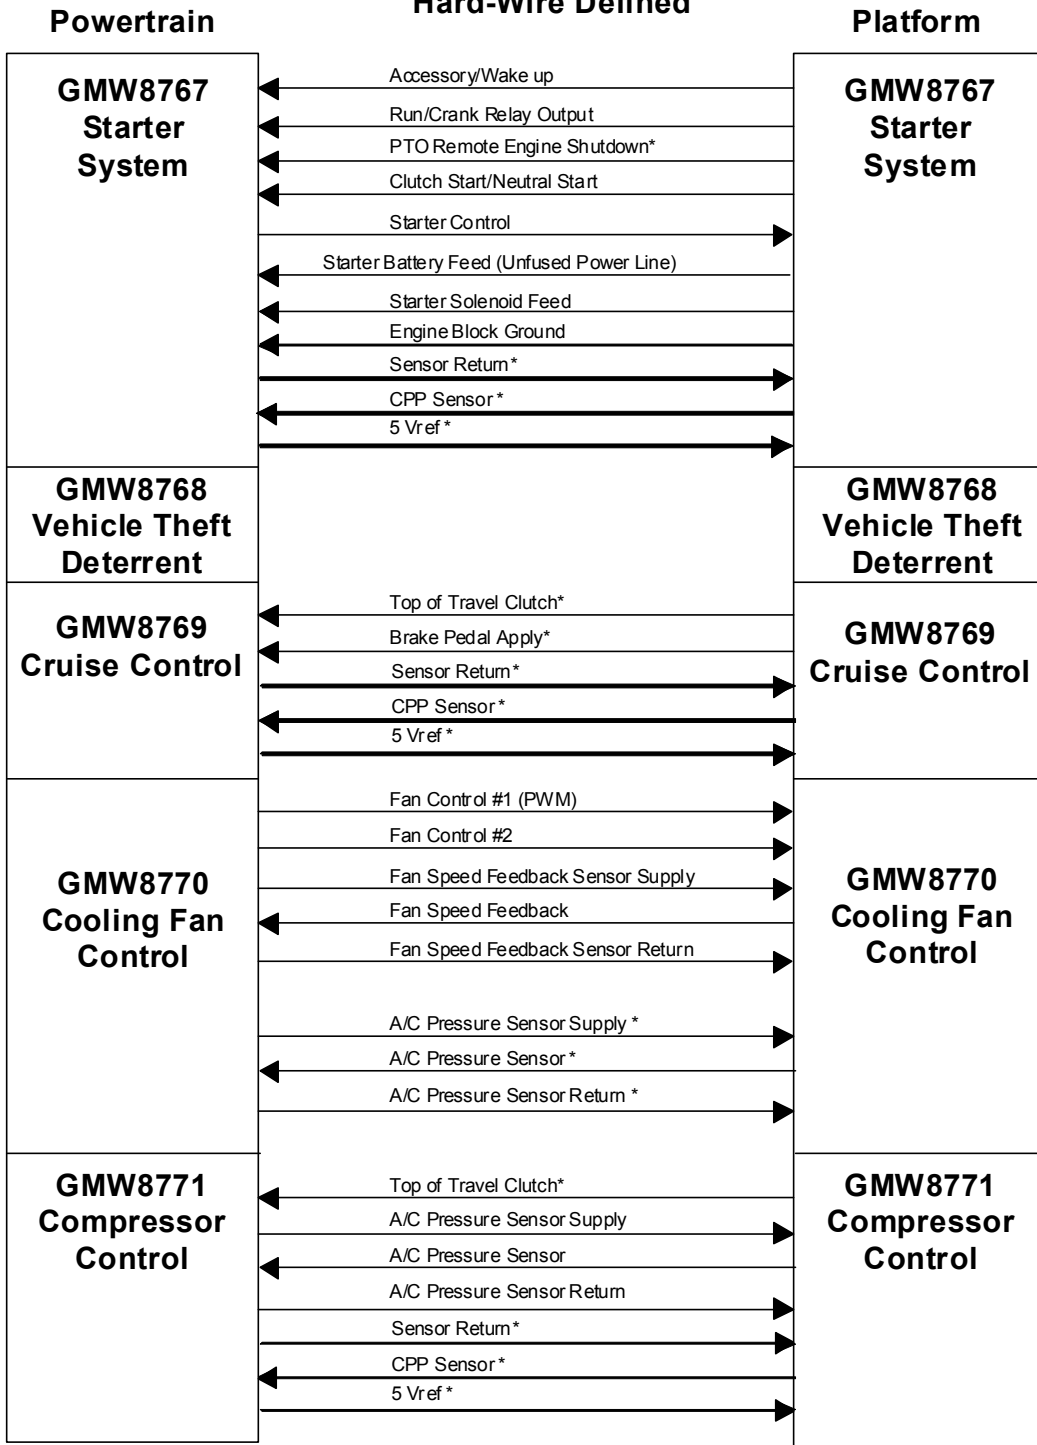 Hard-Wire Defined
Powertrain
Platform
GMW8767
Starter
System
Accessory/Wake up
Run/Crank Relay Output
PTO Remote Engine Shutdown*
Clutch Start/Neutral Start
Starter Control
Starter Battery Feed (Unfused Power Line)
Starter Solenoid Feed
Engine Block Ground
Sensor Return*
CPP Sensor*
5 Vref*
GMW8767
Starter
System
GMW8768
Vehicle Theft
Deterrent
GMW8768
Vehicle Theft
Deterrent
GMW8769
Cruise Control
Top of Travel Clutch*
Brake Pedal Apply*
Sensor Return*
CPP Sensor*
5 Vref*
GMW8769
Cruise Control
GMW8770
Cooling Fan
Control
Fan Control #1 (PWM)
Fan Control #2
Fan Speed Feedback Sensor Supply
Fan Speed Feedback
Fan Speed Feedback Sensor Return
A/C Pressure Sensor Supply *
A/C Pressure Sensor*
A/C Pressure Sensor Return *
GMW8770
Cooling Fan
Control
GMW8771
Compressor
Control
Top of Travel Clutch*
A/C Pressure Sensor Supply
A/C Pressure Sensor
A/C Pressure Sensor Return
Sensor Return*
CPP Sensor*
5 Vref*
GMW8771
Compressor
Control